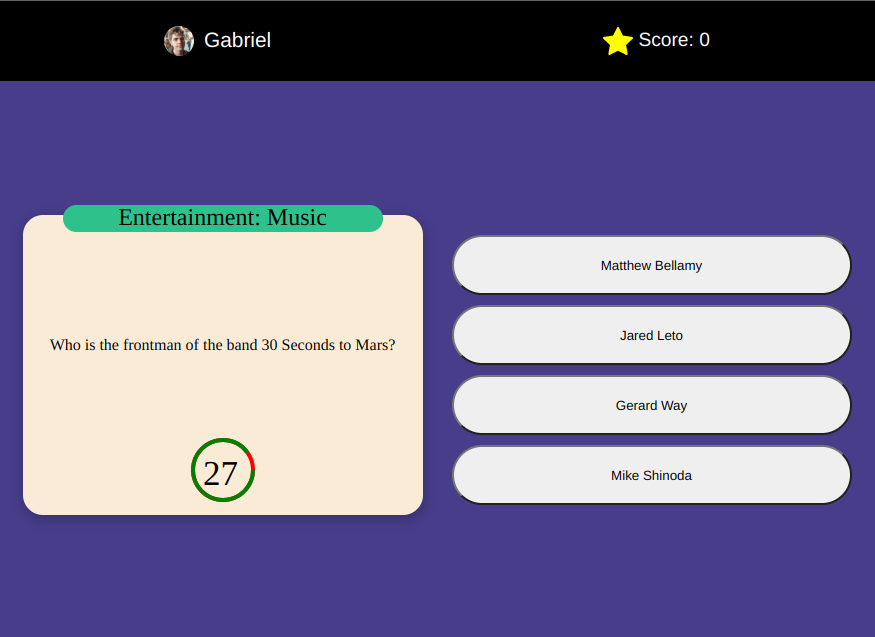 Gabriel
Score: 0
Entertainment: Music
Who is the frontman of the band 30 Seconds to Mars?
27
Matthew Bellamy
Jared Leto
Gerard Way
Mike Shinoda